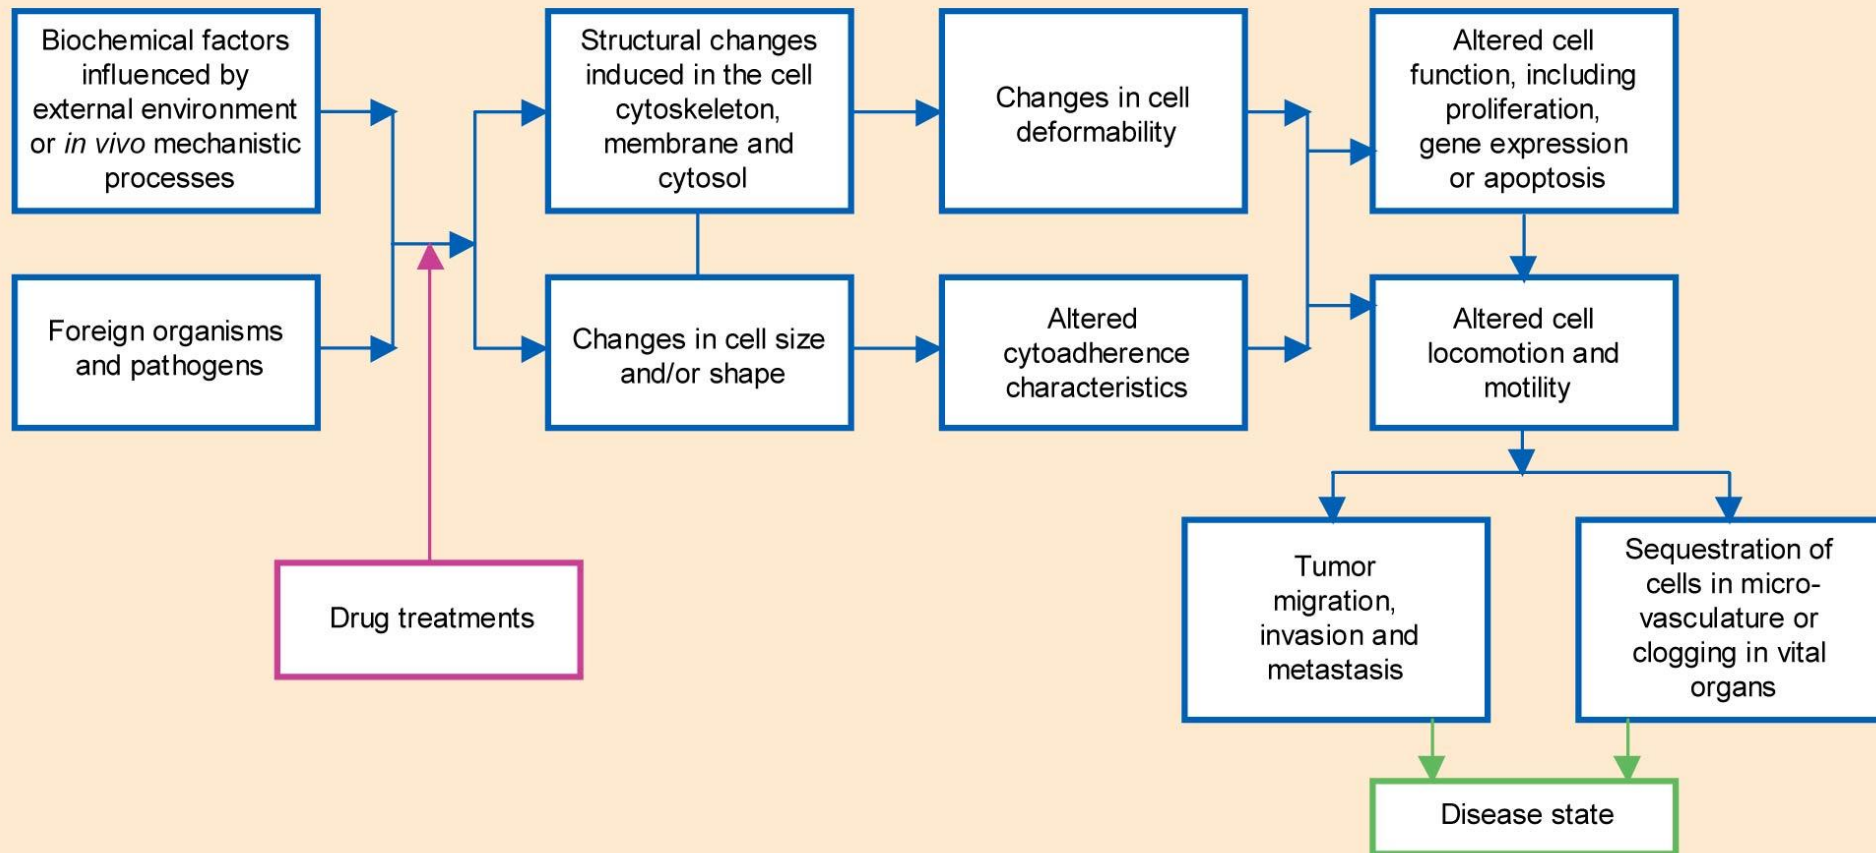 Biochemical factors
influenced by
external environment
or in vivo mechanistic
processes
Structural changes
induced in the cell
cytoskeleton,
membrane and
cytosol
Changes in cell
deformability
Altered cell
function, including
proliferation,
gene expression
or apoptosis
Foreign organisms
and pathogens
Changes in cell size
and/or shape
Altered
cytoadherence
characteristics
Altered cell
locomotion and
motility
Drug treatments
Tumor
migration,
invasion and
metastasis
Sequestration of
cells in micro-
vasculature or
clogging in vital
organs
Disease state